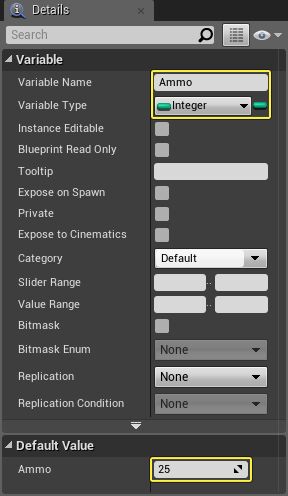 Details
Search
Variable
Variable Name Ammo
Variable Type Integer
Instance Editable
Blueprint Read Only
Tooltip
Expose on Spawn
Private
Expose to Cinematics
Category Default
Slider Range ..
Value Range ..
Bitmask
Bitmask Enum None
Replication None
Replication Condition None
Default Value
Ammo 25